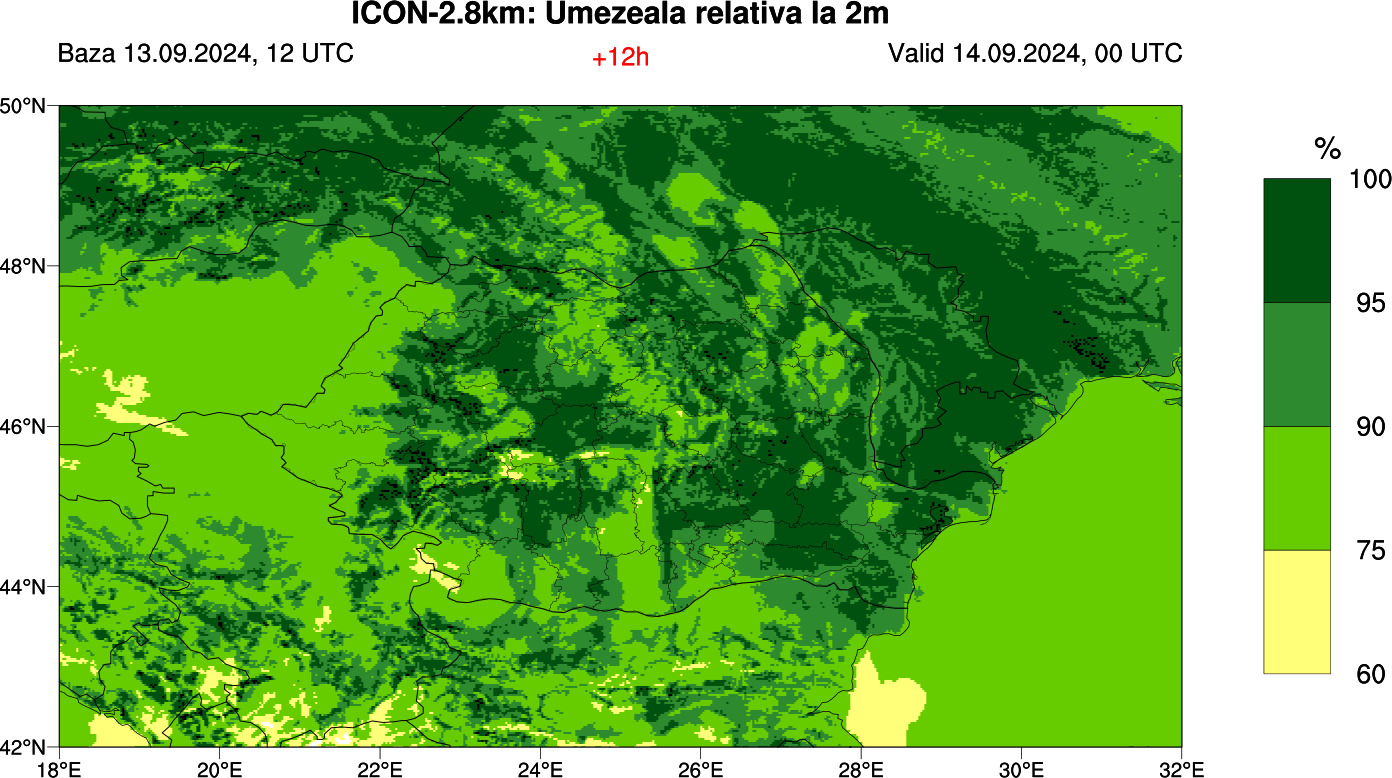 ICON-2.8km: Umezeala relativa la 2m
Baza 13.09.2024, 12 UTC
+12h
Valid 14.09.2024, 00 UTC
50°N
48°N
46°N
44°N
42°N
18°E
20°E
22°E
24°E
26°E
28°E
30°E
32°E
%
100
95
90
75
60